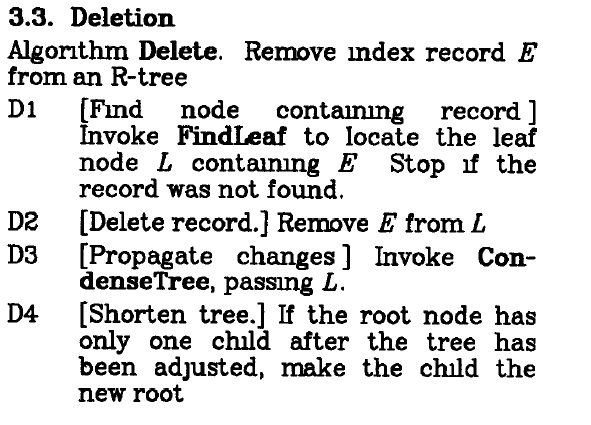 3.3. Deletion
Algorithm Delete. Remove index record E
from an R-tree
D1 [Find node containing record]
Invoke FindLeaf to locate the leaf
node L containing E Stop if the
record was not found.
D2 [Delete record.] Remove E from L
D3 [Propagate changes] Invoke Con-
denseTree, passing L.
D4 [Shorten tree.] If the root node has
only one child after the tree has
been adjusted, make the child the
new root